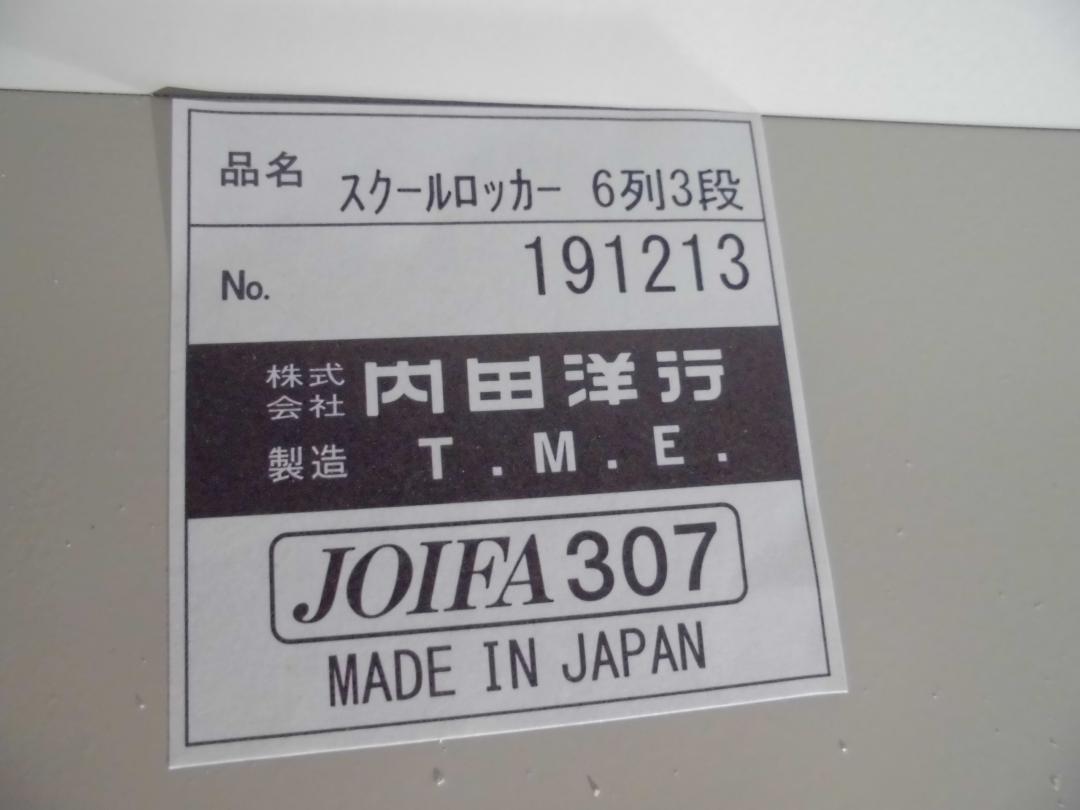 品名 スクールロッカー 6列3段
No. 191213
株式会社 内田洋行
製造 T.M.E.
JOIFA 307
MADE IN JAPAN